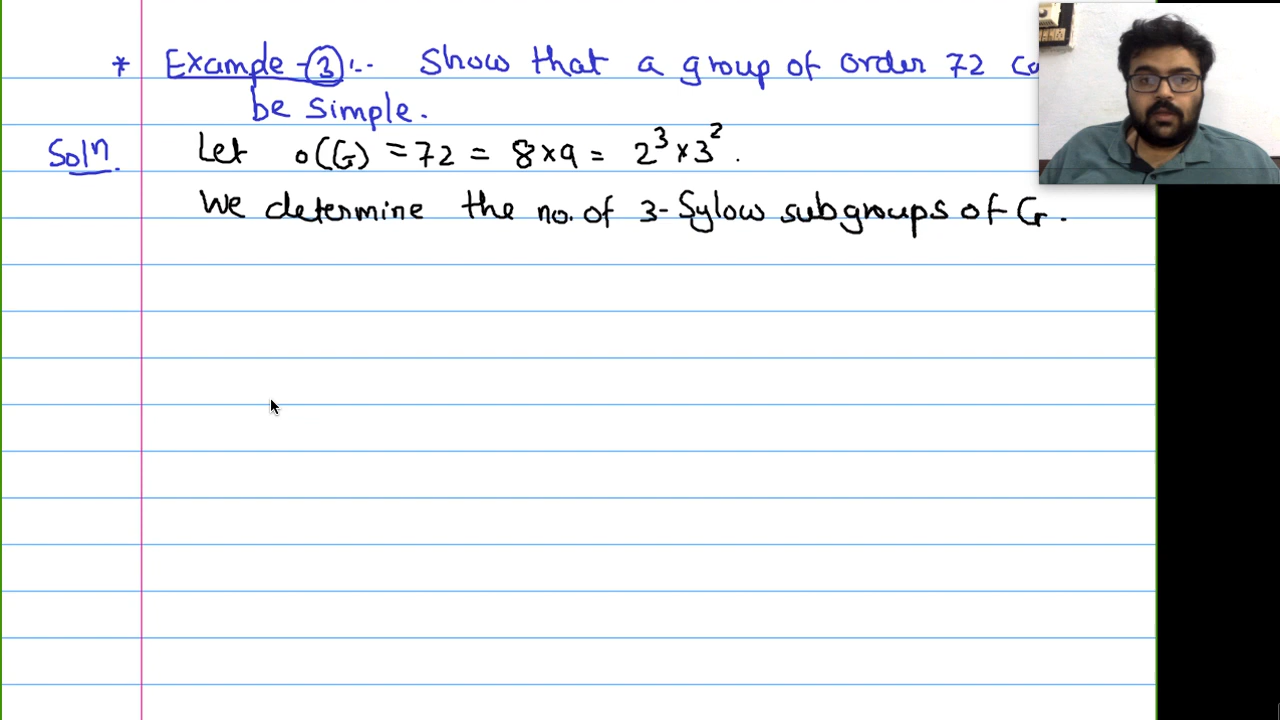 * Example -③:- Show that a group of order 72
be simple.
Solⁿ. Let o(G) = 72 = 8×9 = 2³×3².
We determine the no. of 3-Sylow subgroups of G.